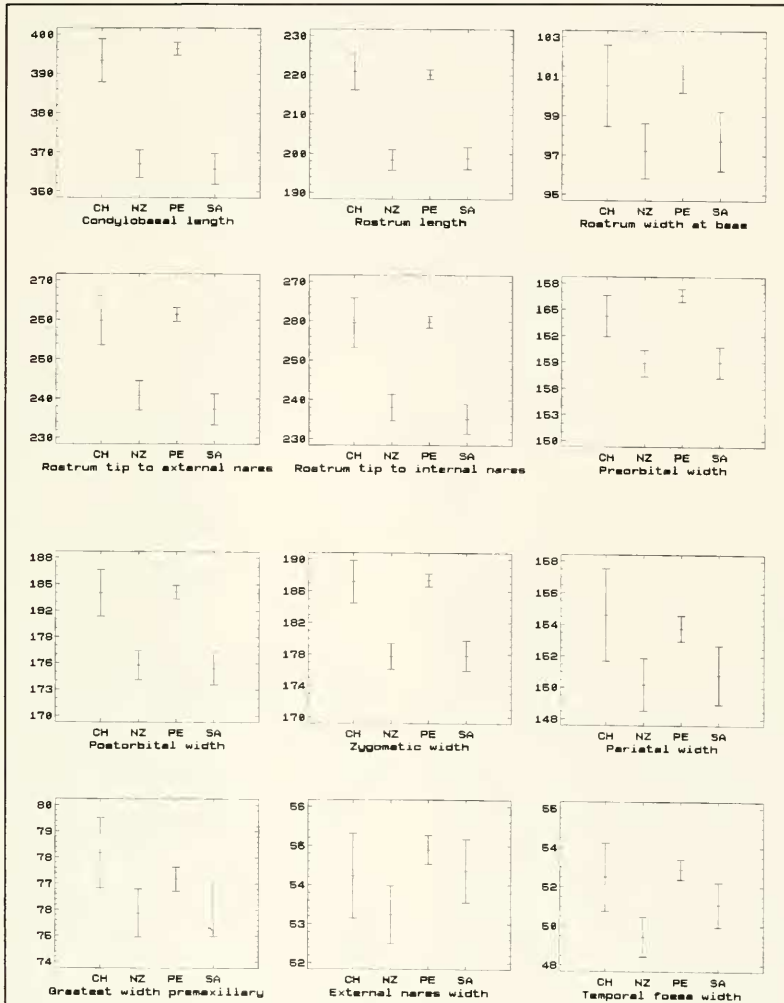 400
390
380
370
360
CH NZ PE SA
Condylobasal length
230
220
210
200
190
CH NZ PE SA
Rostrum length
103
101
99
97
95
CH NZ PE SA
Rostrum width at base
270
260
250
240
230
CH NZ PE SA
Rostrum tip to external nares
270
260
250
240
230
CH NZ PE SA
Rostrum tip to internal nares
168
165
162
159
156
153
150
CH NZ PE SA
Preorbital width
188
185
182
179
176
173
170
CH NZ PE SA
Postorbital width
190
186
182
178
174
170
CH NZ PE SA
Zygomatic width
158
156
154
152
150
148
CH NZ PE SA
Pariatal width
80
79
77
76
74
CH NZ PE SA
Greatest width premaxillary
56
55
54
53
52
CH NZ PE SA
External nares width
56
54
52
50
48
CH NZ PE SA
Temporal fossa width